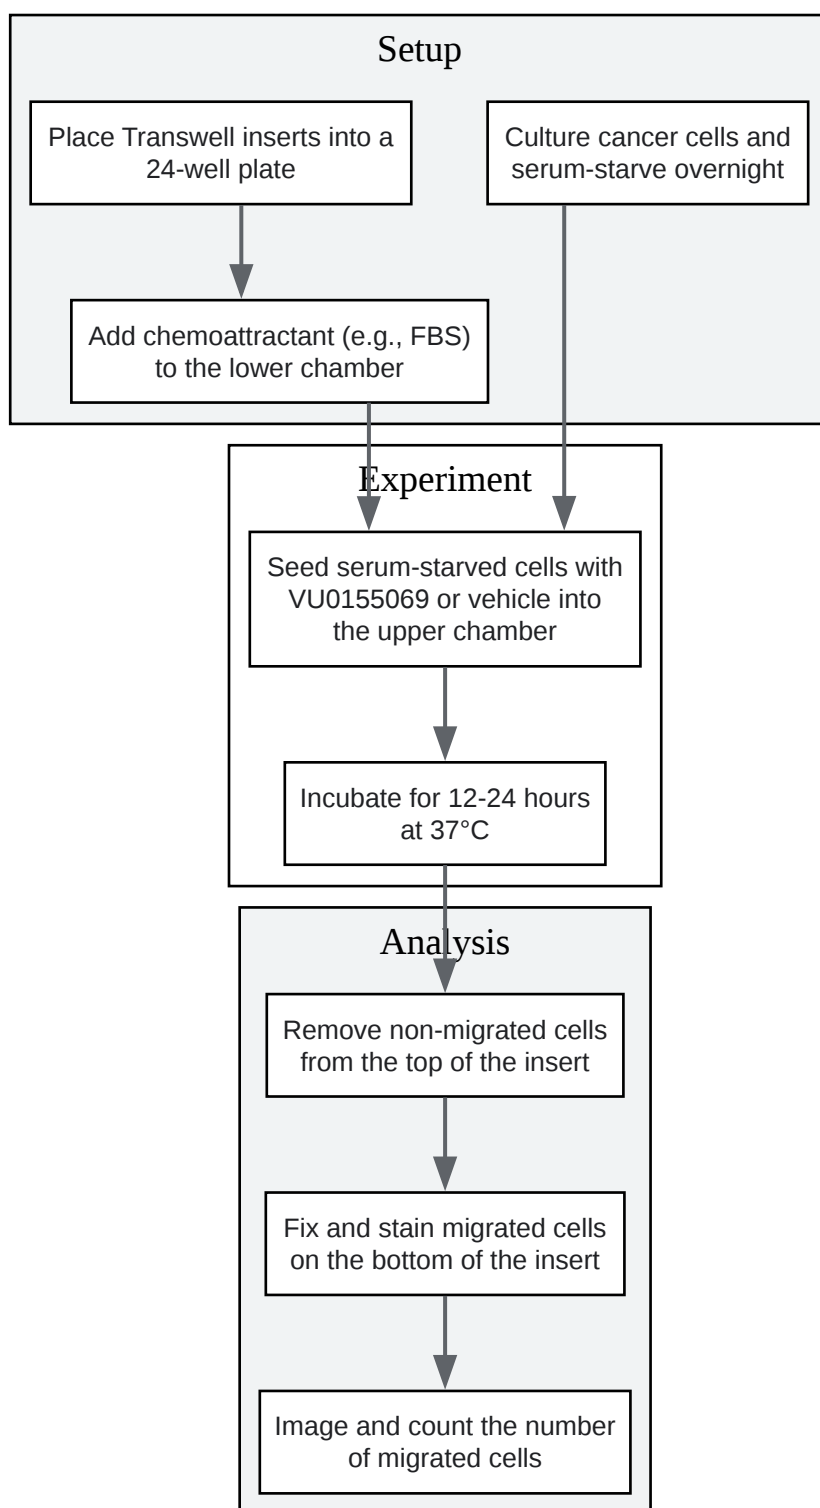 Setup
Place Transwell inserts into a
24-well plate
Culture cancer cells and
serum-starve overnight
Add chemoattractant (e.g., FBS)
to the lower chamber
Experiment
Seed serum-starved cells with
VU0155069 or vehicle into
the upper chamber
Incubate for 12-24 hours
at 37°C
Analysis
Remove non-migrated cells
from the top of the insert
Fix and stain migrated cells
on the bottom of the insert
Image and count the number
of migrated cells